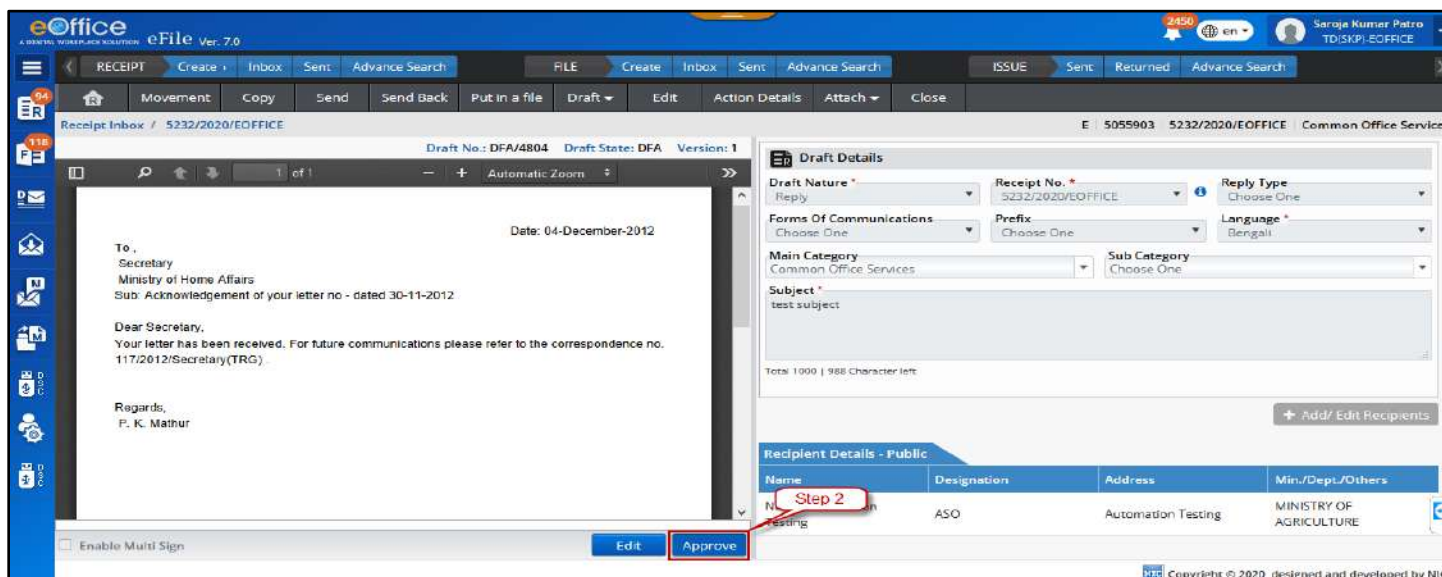 eOffice
A DIGITAL WORKPLACE SOLUTION eFile Ver. 7.0
2450 en Saroja Kumar Patro
TD(SKP)-EOFFICE
RECEIPT Create Inbox Sent Advance Search FILE Create Inbox Sent Advance Search ISSUE Sent Returned Advance Search
94 R Movement Copy Send Send Back Put in a file Draft Edit Action Details Attach Close
Receipt Inbox / 5232/2020/EOFFICE E 5055903 5232/2020/EOFFICE Common Office Service
118
Draft No.: DFA/4804 Draft State: DFA Version: 1
1 of 1 − + Automatic Zoom
Date: 04-December-2012
To ,
Secretary
Ministry of Home Affairs
Sub: Acknowledgement of your letter no - dated 30-11-2012
Dear Secretary,
Your letter has been received. For future communications please refer to the correspondence no.
117/2012/Secretary(TRG) .
Regards,
P. K. Mathur
Enable Multi Sign Edit Approve
Step 2
Draft Details
Draft Nature * Receipt No. * Reply Type
Reply 5232/2020/EOFFICE Choose One
Forms Of Communications Prefix Language *
Choose One Choose One Bengali
Main Category Sub Category
Common Office Services Choose One
Subject *
test subject
Total 1000 | 988 Character left
+ Add/ Edit Recipients
Recipient Details - Public
Name Designation Address Min./Dept./Others
Testing ASO Automation Testing MINISTRY OF
AGRICULTURE
DSC
DSC
NIC Copyright © 2020, designed and developed by NI